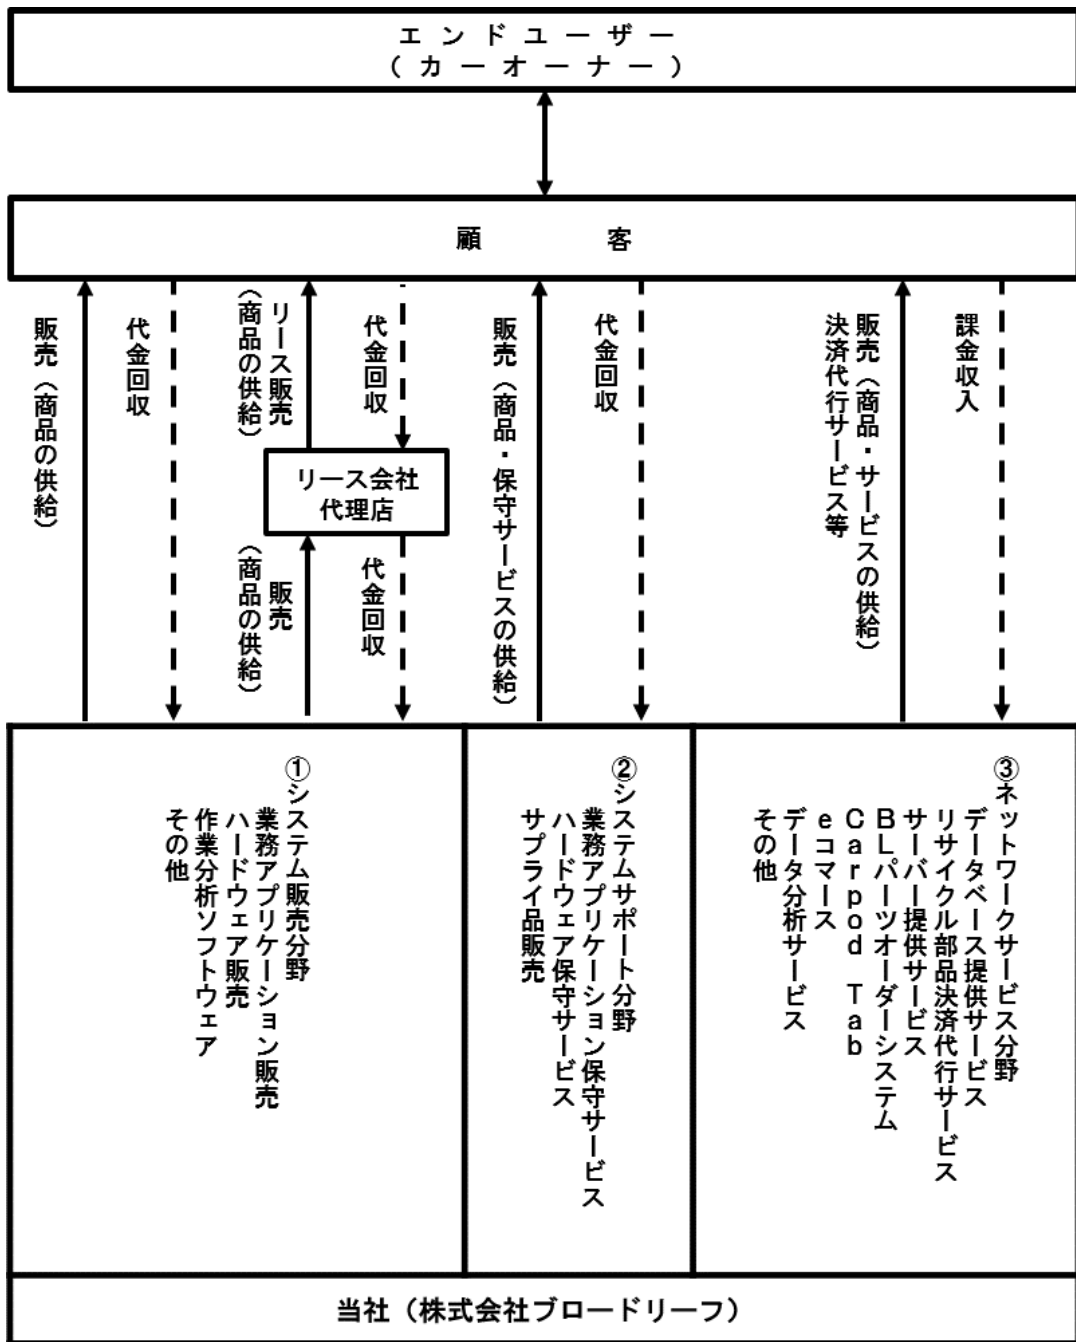 エンドユーザー
(カーオーナー)
顧　　客
販売（商品の供給）
代金回収
リース販売
（商品の供給）
代金回収
販売（商品・保守サービスの供給）
代金回収
販売（商品・サービスの供給）
決済代行サービス等
課金収入
リース会社
代理店
販売
（商品の供給）
代金回収
①システム販売分野
業務アプリケーション販売
ハードウェア販売
作業分析ソフトウェア
その他
②システムサポート分野
業務アプリケーション保守サービス
ハードウェア保守サービス
サプライ品販売
③ネットワークサービス分野
データベース提供サービス
リサイクル部品決済代行サービス
サーバー提供サービス
ＢＬパーツオーダーシステム
Ｃａｒｐｏｄ　Ｔａｂ
ｅコマース
データ分析サービス
その他
当社（株式会社ブロードリーフ）